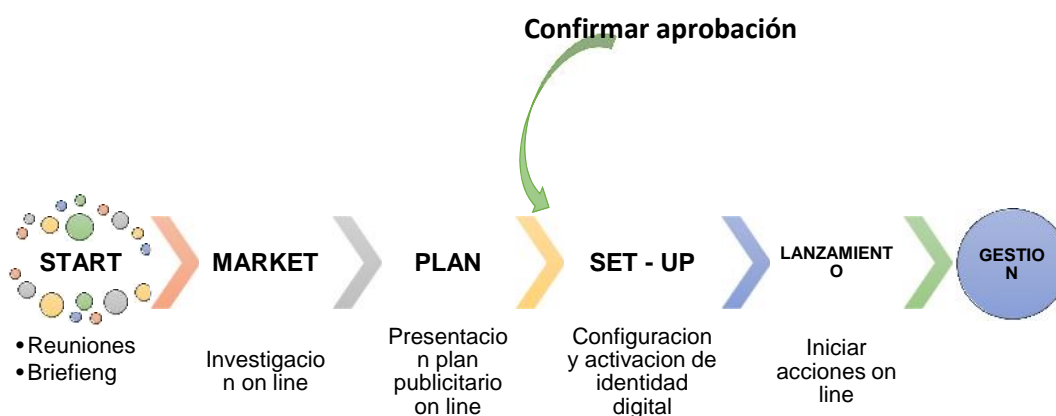 Confirmar aprobación
START
MARKET
PLAN
SET - UP
LANZAMIENT
O
GESTIO
N
•Reuniones
•Briefieng
Investigacio
n on line
Presentacio
n plan
publicitario
on line
Configuracion
y activacion de
identidad
digital
Iniciar
acciones on
line